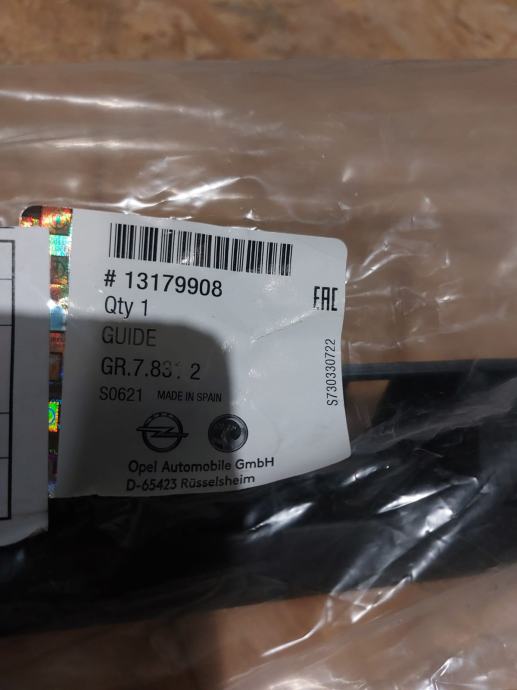 # 13179908
Qty 1
EAC
GUIDE
S0621 MADE IN SPAIN
S730330722
Opel Automobile GmbH
D-65423 Rüsselsheim